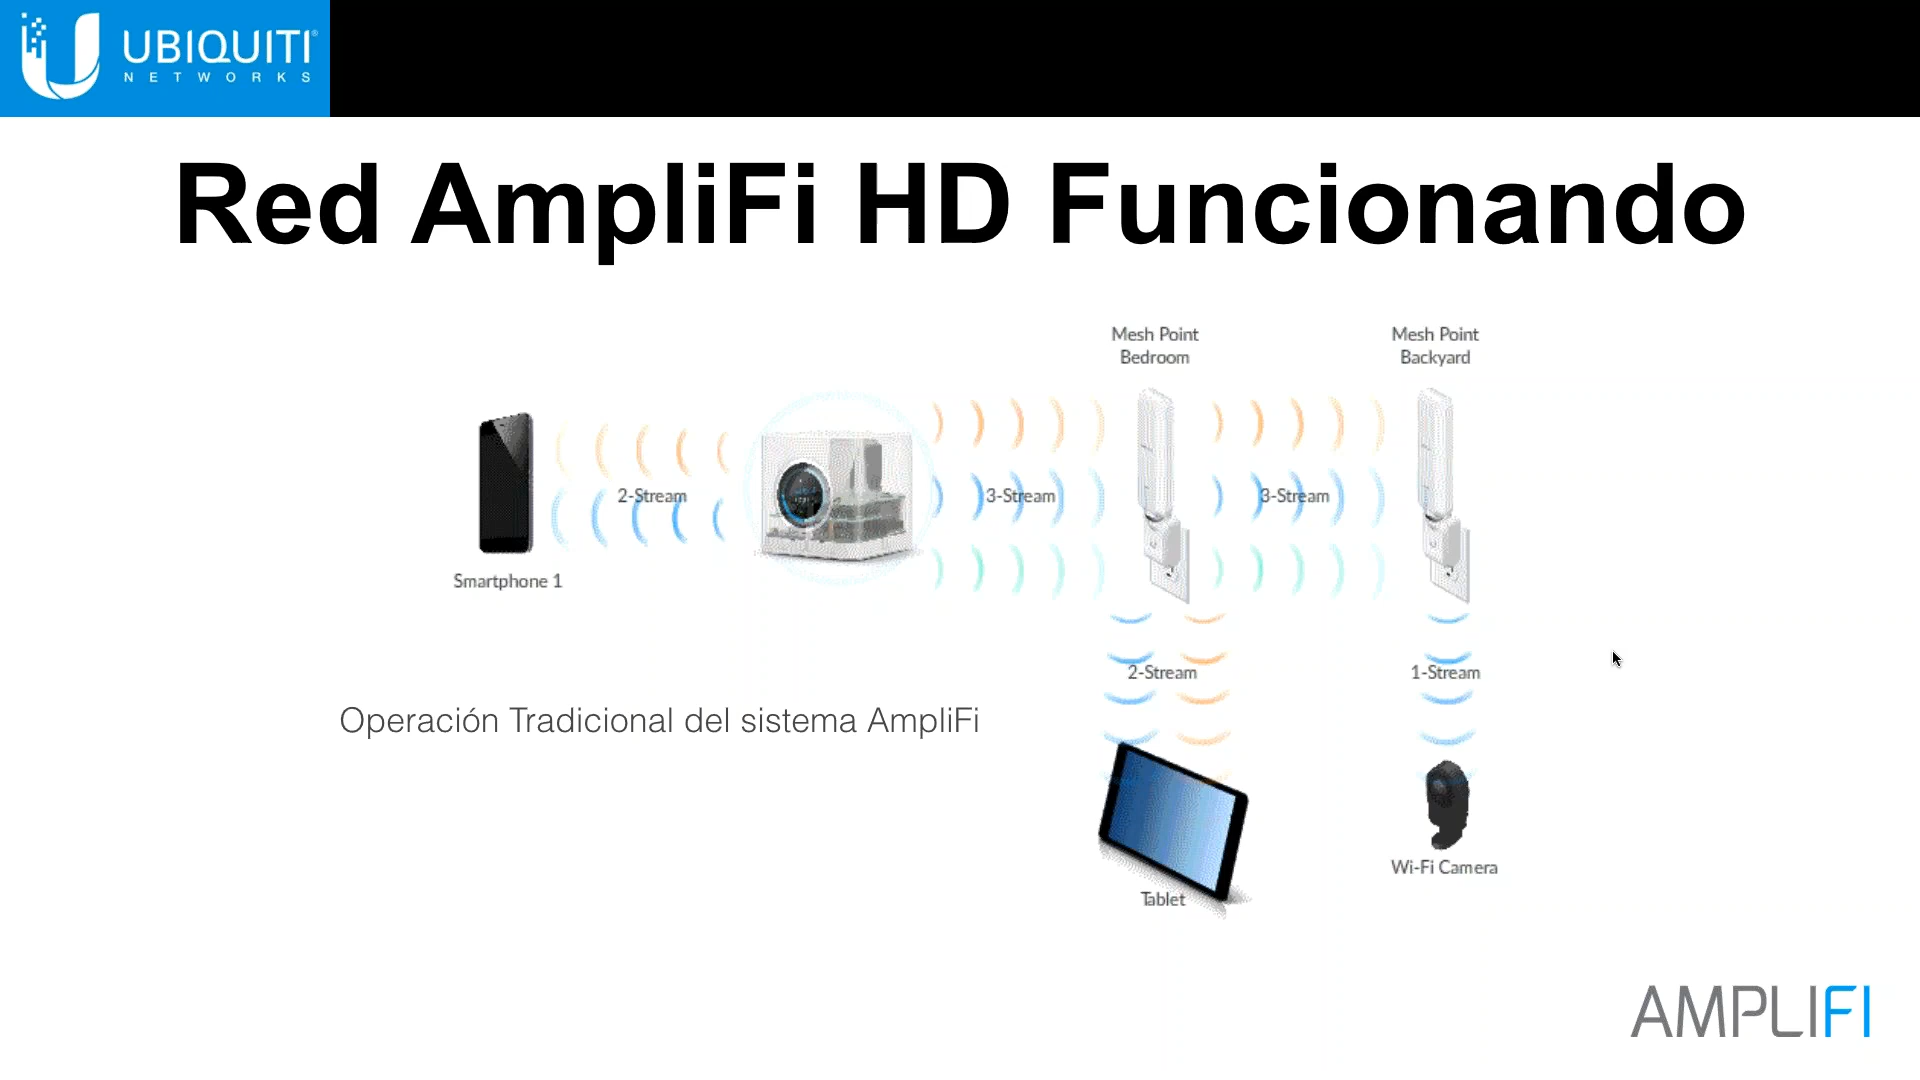 UBIQUITI®
NETWORKS
Red AmpliFi HD Funcionando
Mesh Point
Bedroom
Mesh Point
Backyard
2-Stream
3-Stream
3-Stream
Smartphone 1
2-Stream
1-Stream
Operación Tradicional del sistema AmpliFi
Wi-Fi Camera
Tablet
AMPLIFI